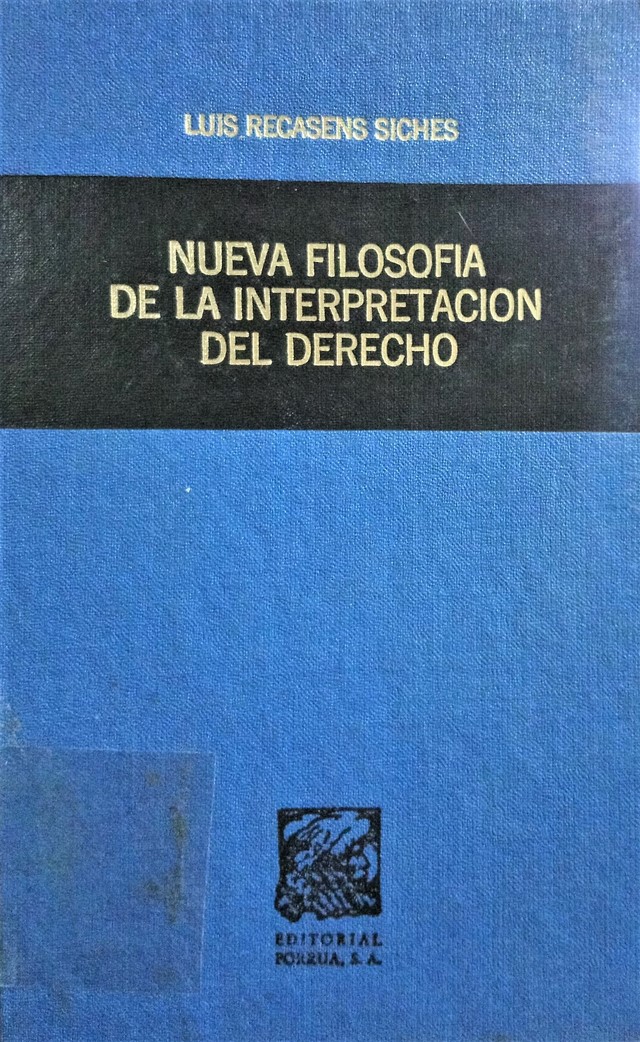 LUIS RECASENS SICHES
NUEVA FILOSOFIA
DE LA INTERPRETACION
DEL DERECHO
EDITORIAL
PORRUA, S. A.